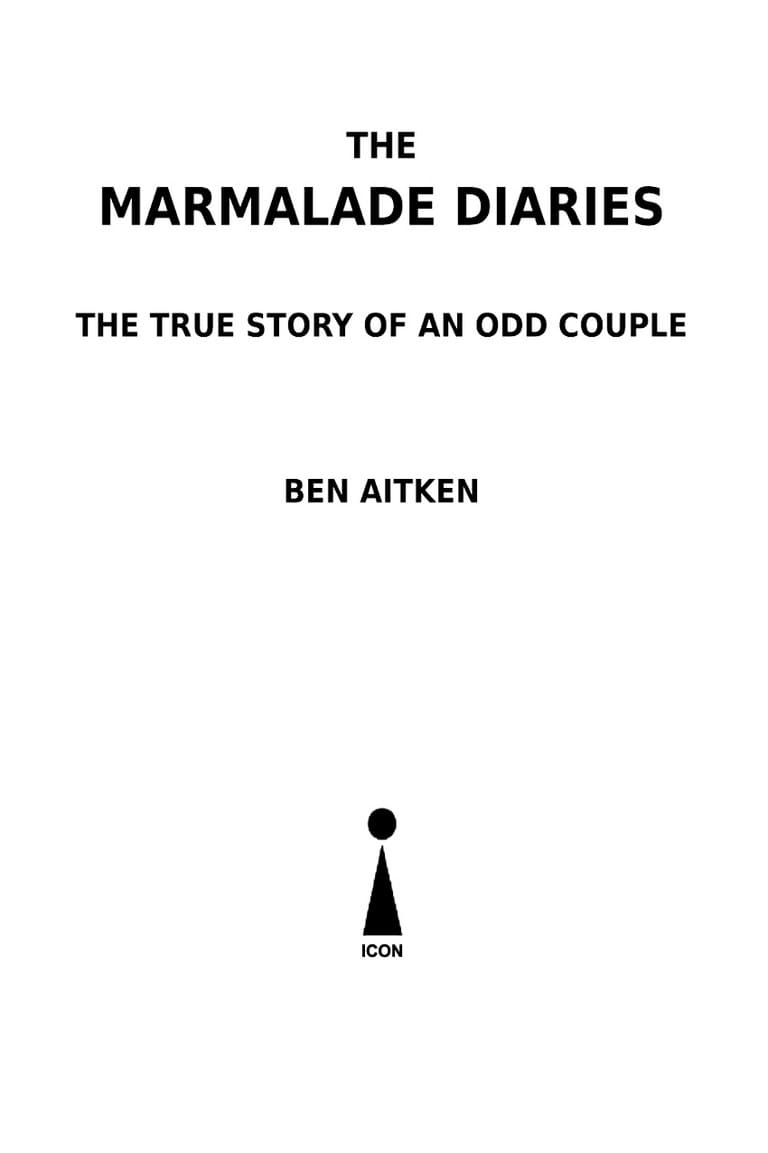 THE
MARMALADE DIARIES
THE TRUE STORY OF AN ODD COUPLE
BEN AITKEN
ICON